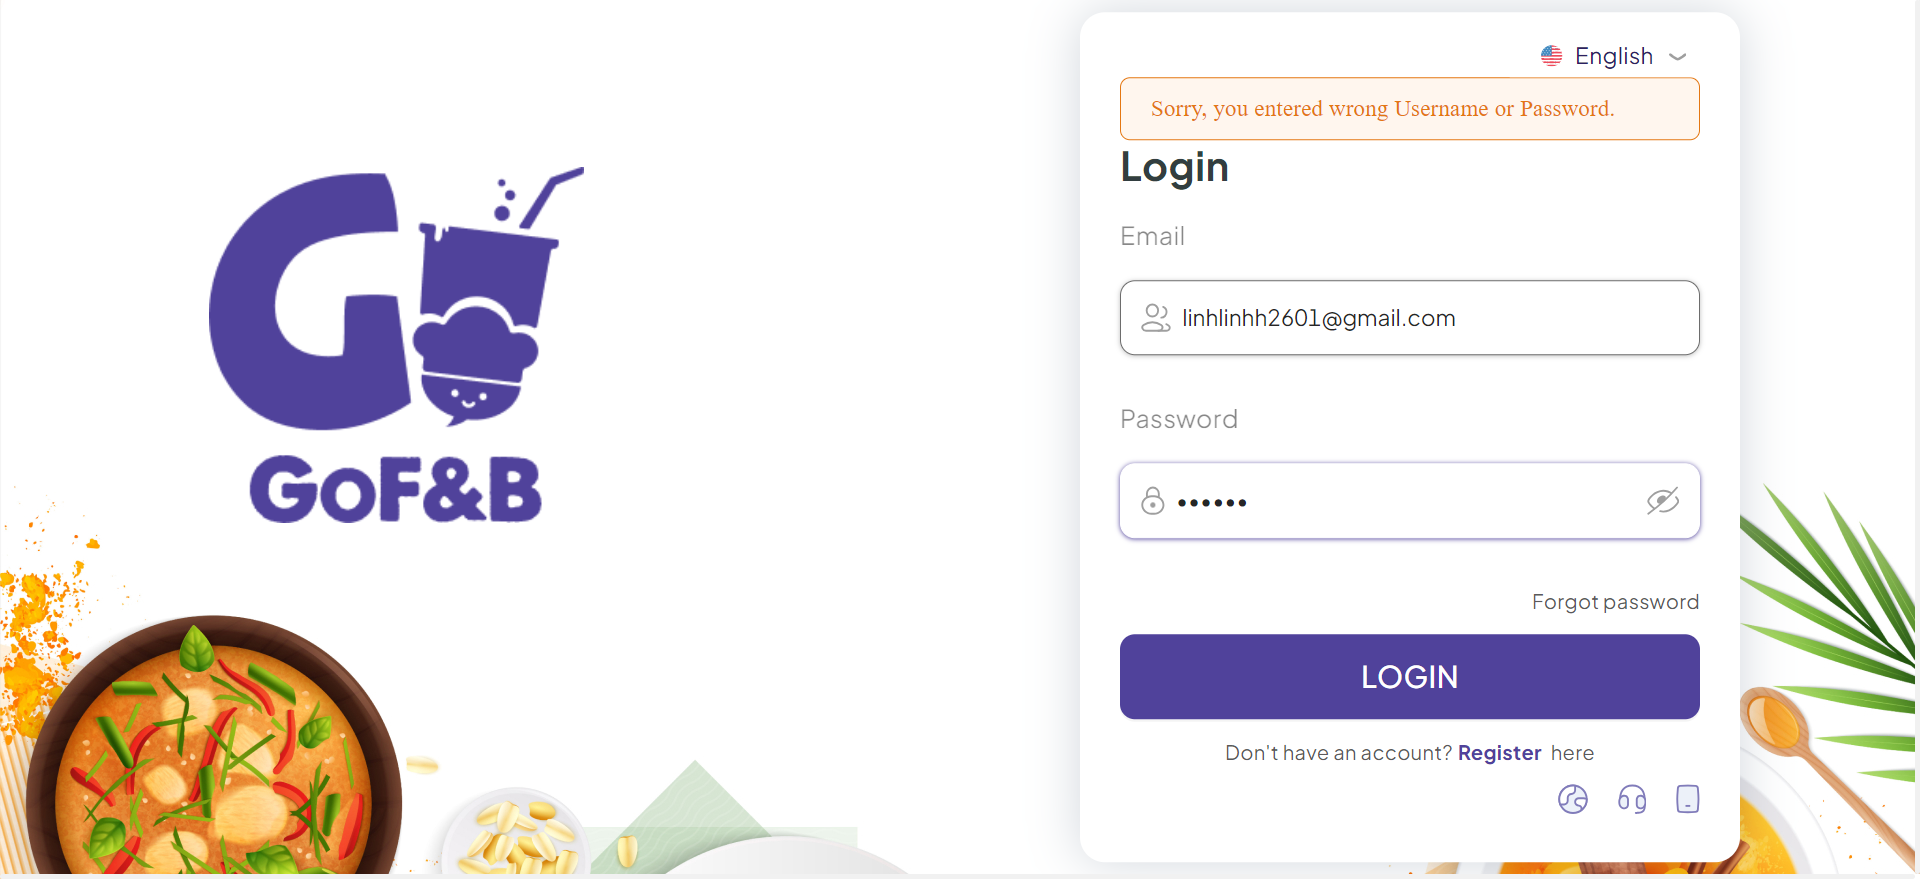 English
Sorry, you entered wrong Username or Password.
Login
Email
linhlinhh2601@gmail.com
Password
••••••
Forgot password
LOGIN
Don't have an account? Register here
GoF&B